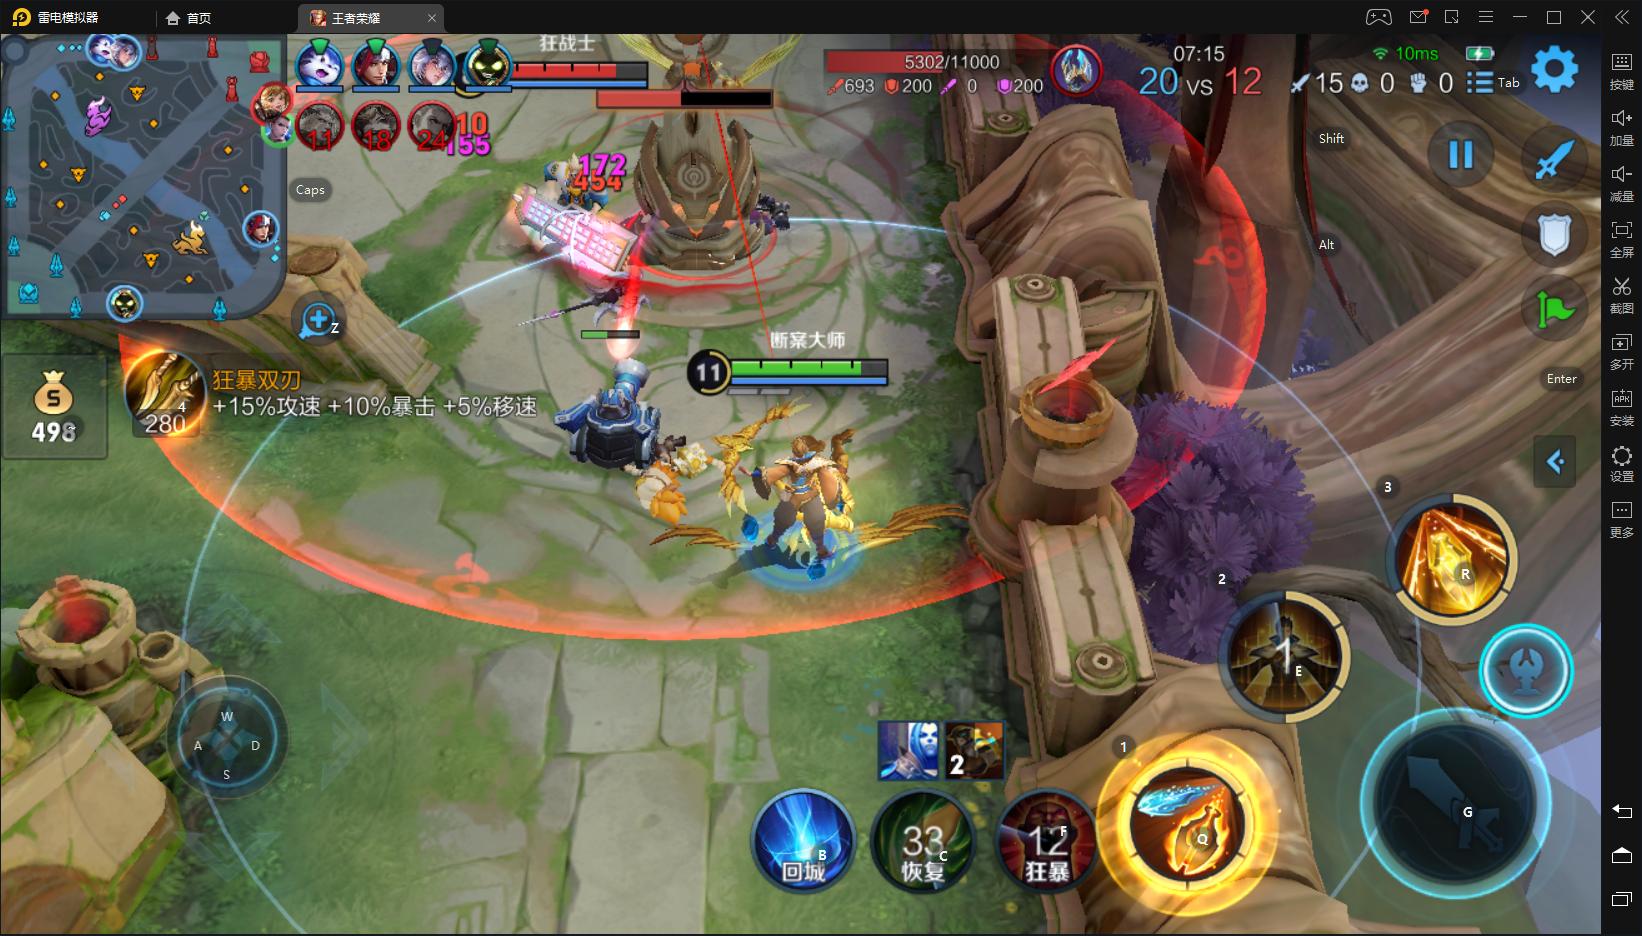 雷电模拟器
首页
王者荣耀
狂战士
5302/11000
693 200 0 200
07:15
20 VS 12
10ms
15 0 0 Tab
按键
加量
减量
全屏
截图
多开
安装
设置
更多
Shift
Alt
Enter
Caps
11 18 24
10
155
172
454
Z
断案大师
11
狂暴双刃
+15%攻速 +10%暴击 +5%移速
4
280
S
498
3
R
2
1
E
W
A D
S
2
1
Q
G
B
回城
33
C
恢复
12
F
狂暴
APK